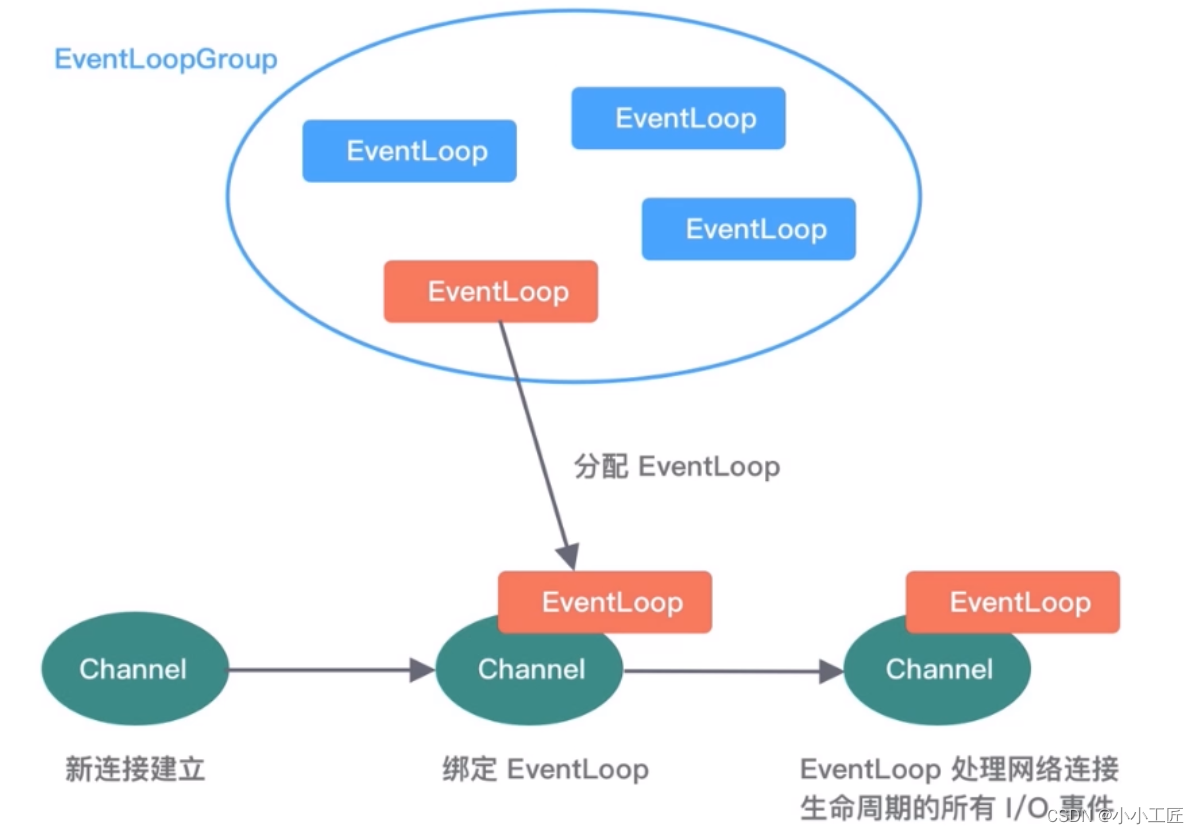 EventLoopGroup
EventLoop
EventLoop
EventLoop
EventLoop
分配 EventLoop
EventLoop
EventLoop
Channel
Channel
Channel
新连接建立
绑定 EventLoop
EventLoop 处理网络连接
生命周期的所有 I/O 事件
CSDN @小小工匠